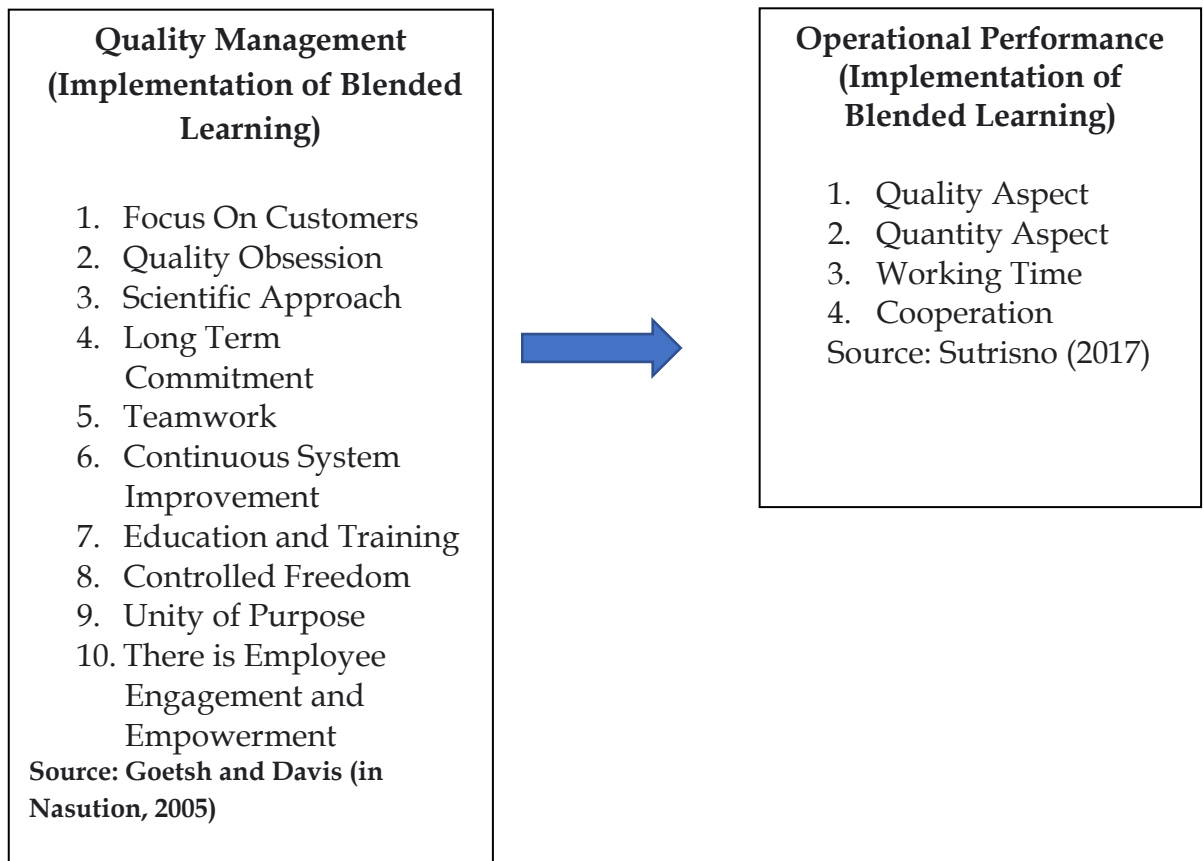 Quality Management
(Implementation of Blended
Learning)
1. Focus On Customers
2. Quality Obsession
3. Scientific Approach
4. Long Term
Commitment
5. Teamwork
6. Continuous System
Improvement
7. Education and Training
8. Controlled Freedom
9. Unity of Purpose
10. There is Employee
Engagement and
Empowerment
Source: Goetsh and Davis (in
Nasution, 2005)
Operational Performance
(Implementation of
Blended Learning)
1. Quality Aspect
2. Quantity Aspect
3. Working Time
4. Cooperation
Source: Sutrisno (2017)